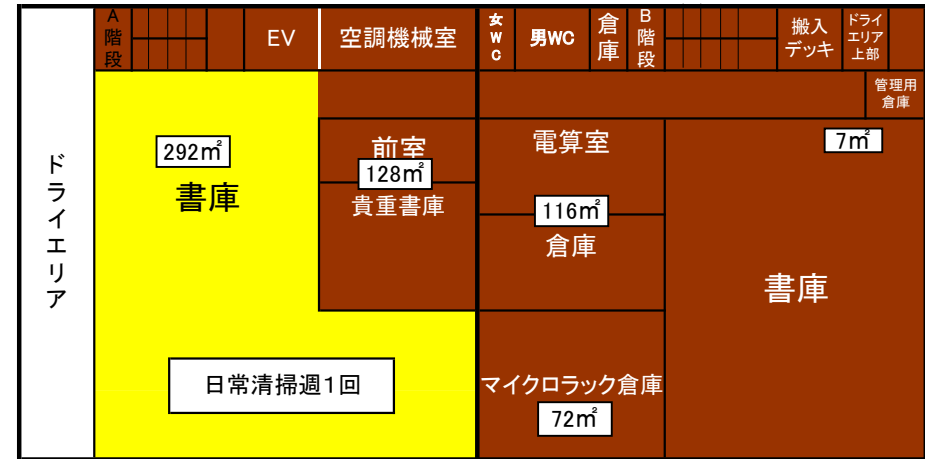 A
階
段
EV
空調機械室
女
W
C
男WC
倉
庫
B
階
段
搬入
デッキ
ドライ
エリア
上部
管理用
倉庫
ドライエリア
292㎡
書庫
前室
128㎡
貴重書庫
電算室
116㎡
倉庫
7㎡
書庫
日常清掃週1回
マイクロラック倉庫
72㎡